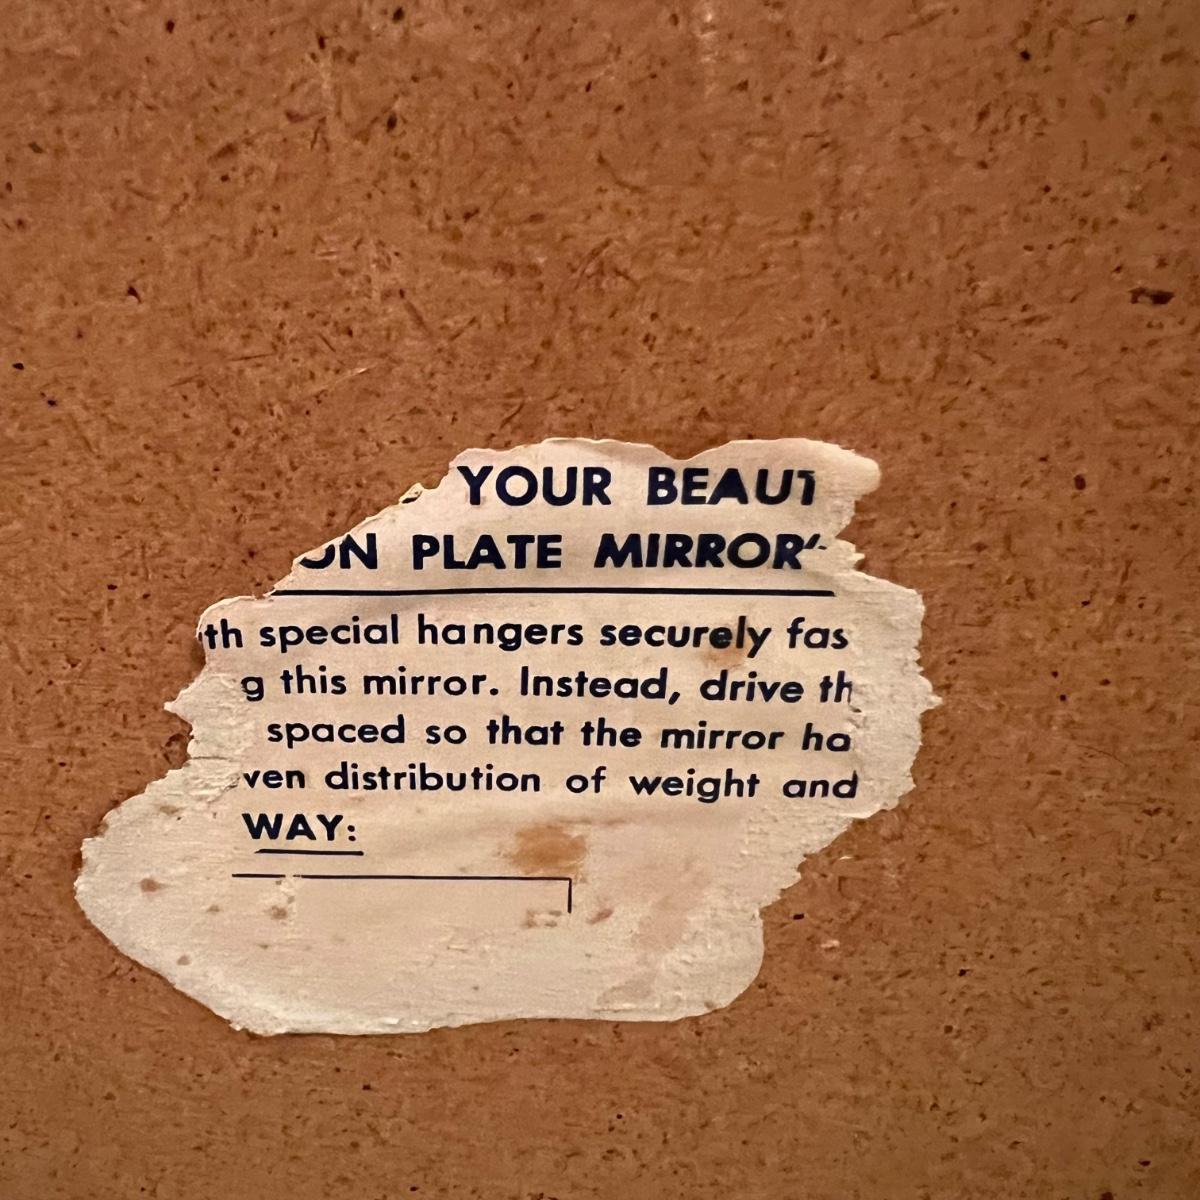 YOUR BEAUT
ON PLATE MIRROR
th special hangers securely fas
g this mirror. Instead, drive th
spaced so that the mirror ha
ven distribution of weight and
WAY: